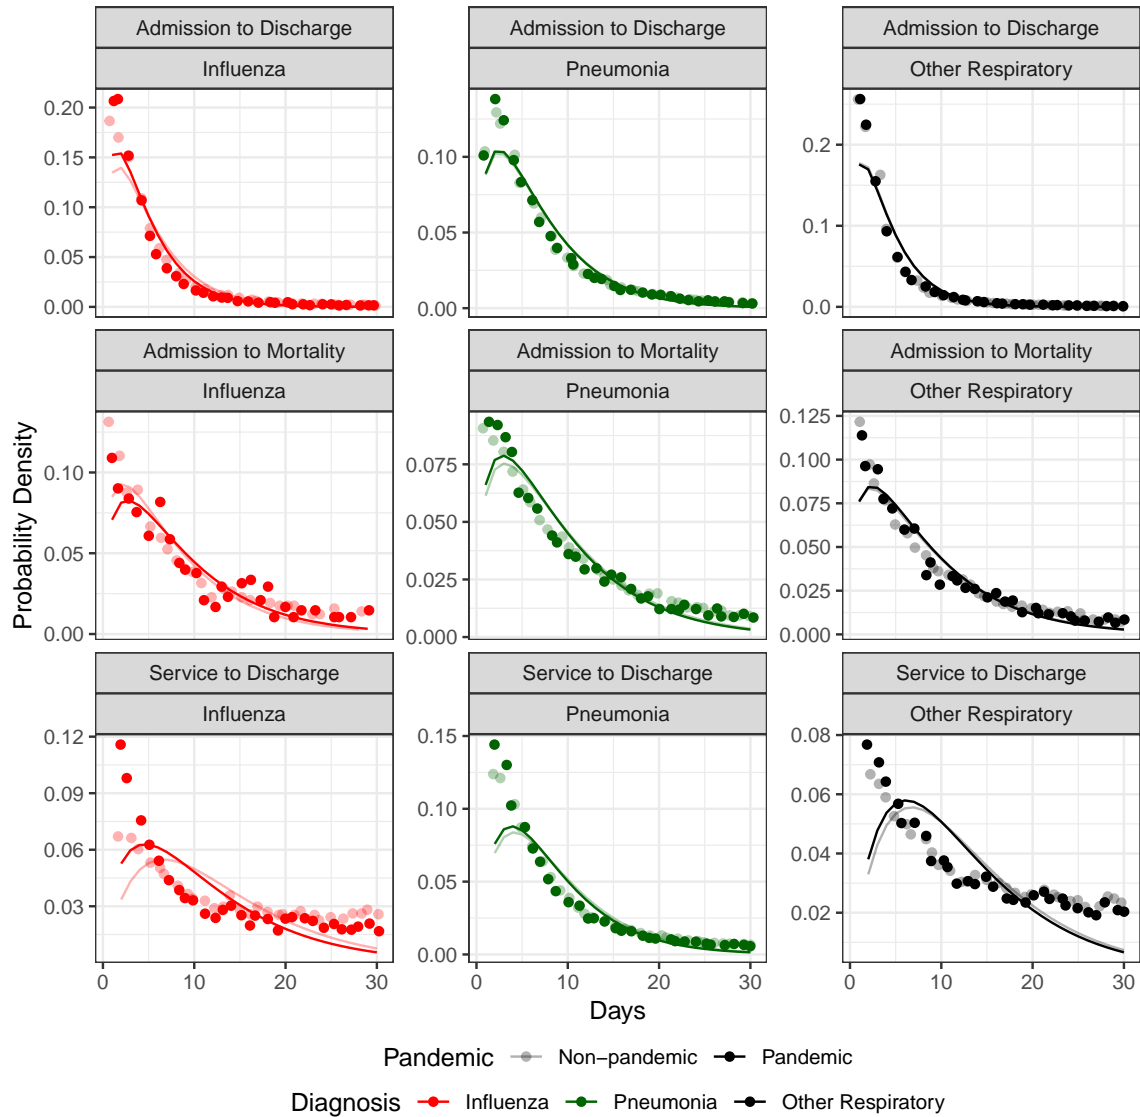 Admission to Discharge
Admission to Discharge
Admission to Discharge
Influenza
Pneumonia
Other Respiratory
0.20
0.15
0.10
0.05
0.00
0.10
0.05
0.00
0.2
0.1
0.0
Admission to Mortality
Admission to Mortality
Admission to Mortality
Influenza
Pneumonia
Other Respiratory
0.10
0.05
0.00
0.075
0.050
0.025
0.000
0.125
0.100
0.075
0.050
0.025
0.000
Probability Density
Service to Discharge
Service to Discharge
Service to Discharge
Influenza
Pneumonia
Other Respiratory
0.12
0.09
0.06
0.03
0.15
0.10
0.05
0.00
0.08
0.06
0.04
0.02
0 10 20 30
0 10 20 30
0 10 20 30
Days
Pandemic Non−pandemic Pandemic
Diagnosis Influenza Pneumonia Other Respiratory